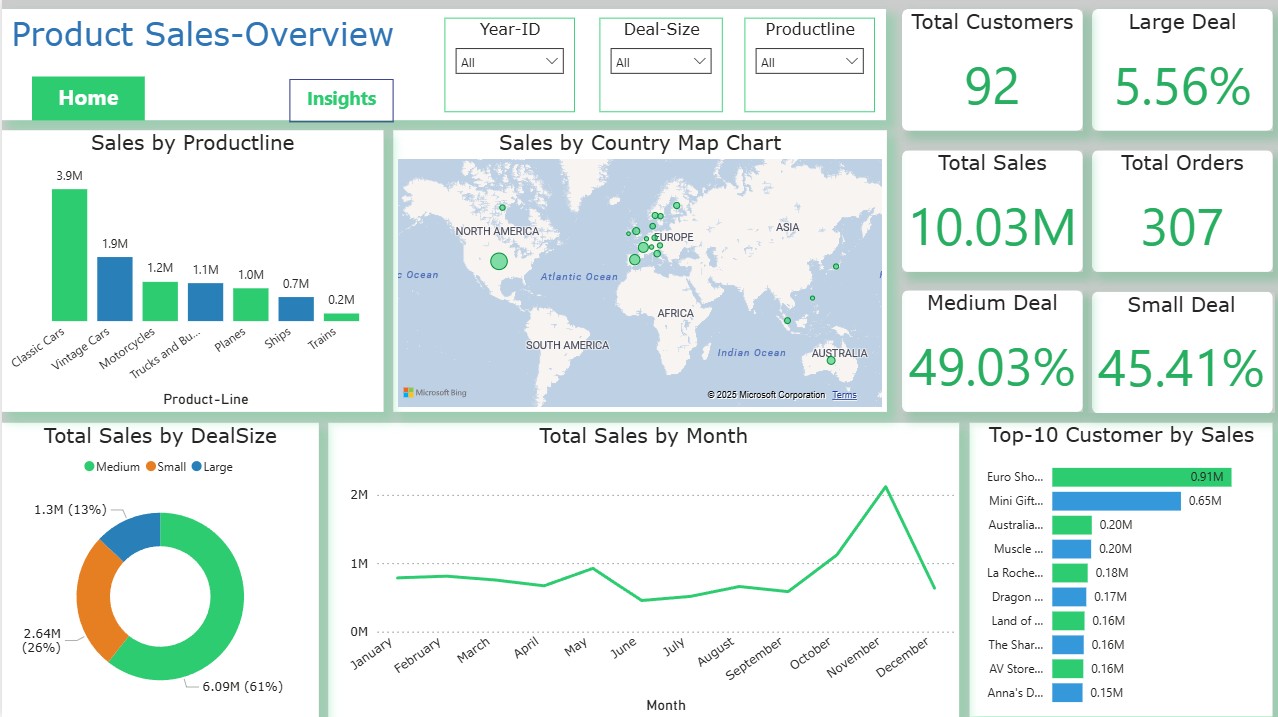 Product Sales-Overview
Home
Insights
Year-ID
All
Deal-Size
All
Productline
All
Total Customers
92
Large Deal
5.56%
Total Sales
10.03M
Total Orders
307
Medium Deal
49.03%
Small Deal
45.41%
Sales by Productline
3.9M
1.9M
1.2M
1.1M
1.0M
0.7M
0.2M
Classic Cars
Vintage Cars
Motorcycles
Trucks and Bu...
Planes
Ships
Trains
Product-Line
Sales by Country Map Chart
NORTH AMERICA
EUROPE
ASIA
c Ocean
Atlantic Ocean
AFRICA
SOUTH AMERICA
Indian Ocean
AUSTRALIA
Microsoft Bing
© 2025 Microsoft Corporation Terms
Total Sales by DealSize
Medium Small Large
1.3M (13%)
2.64M
(26%)
6.09M (61%)
Total Sales by Month
2M
1M
0M
January
February
March
April
May
June
July
August
September
October
November
December
Month
Top-10 Customer by Sales
Euro Sho... 0.91M
Mini Gift... 0.65M
Australia... 0.20M
Muscle ... 0.20M
La Roche... 0.18M
Dragon ... 0.17M
Land of ... 0.16M
The Shar... 0.16M
AV Store... 0.16M
Anna's D... 0.15M